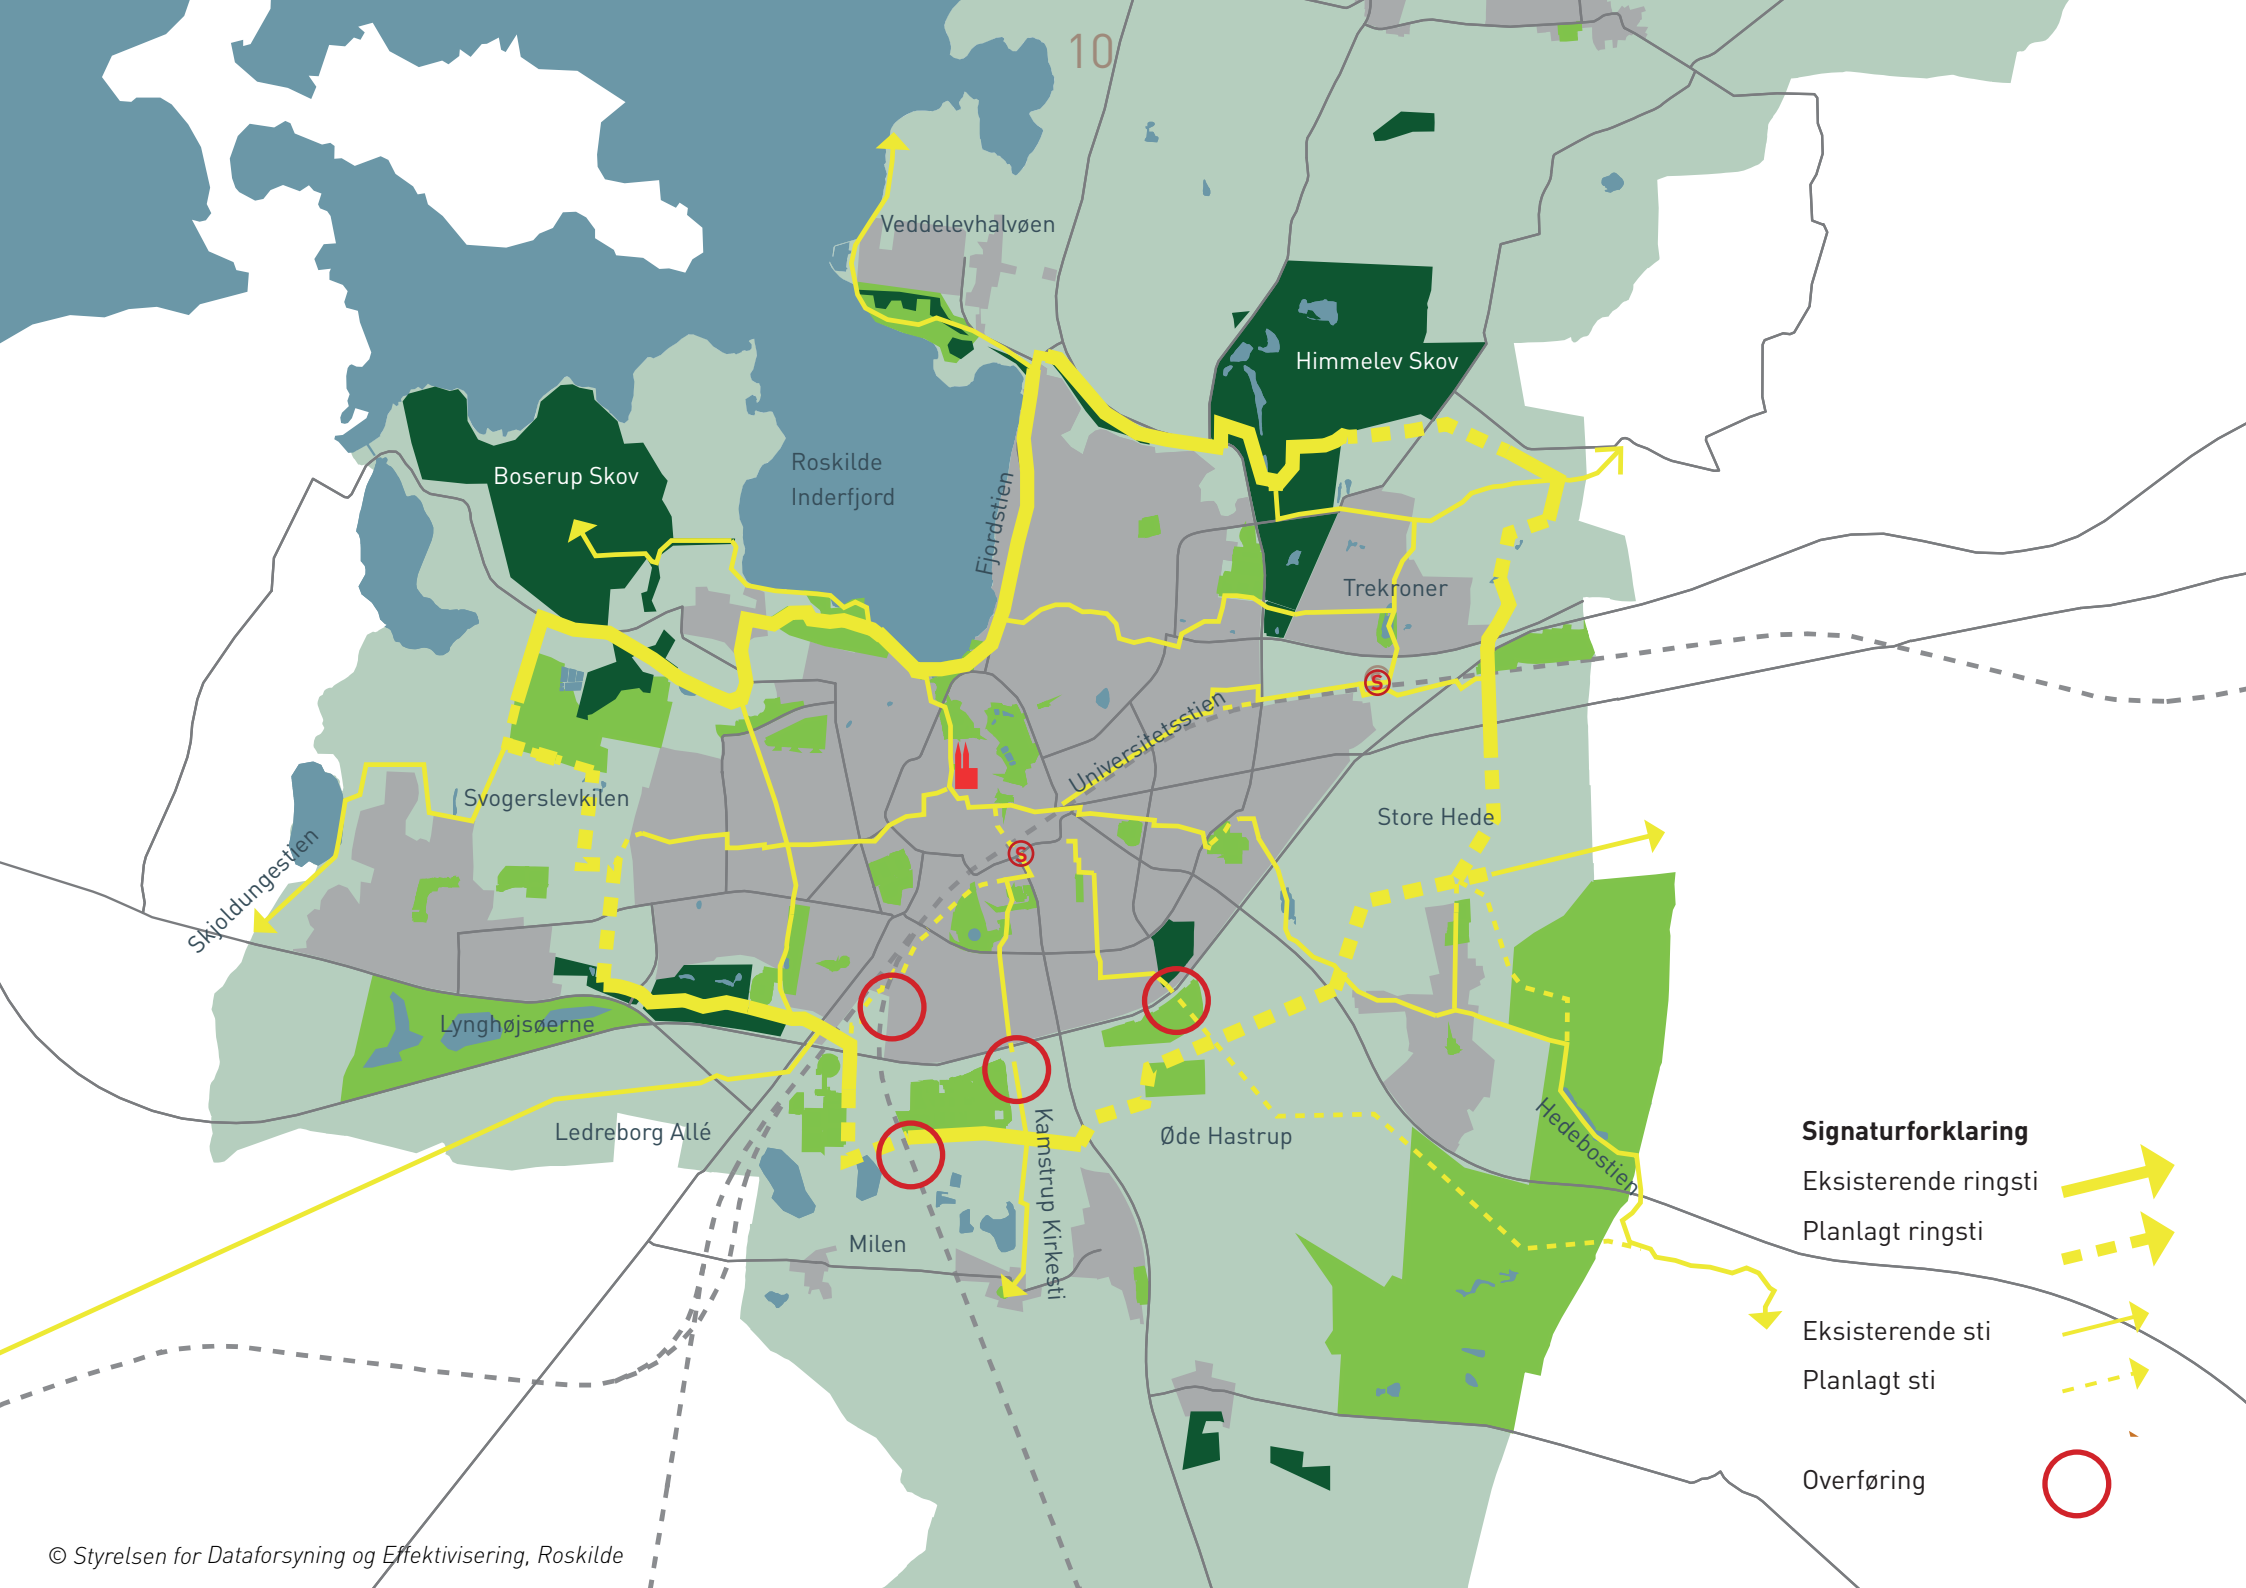 10
Veddelevhalvøen
Himmelev Skov
Boserup Skov
Roskilde
Inderfjord
Fjordstien
Trekroner
S
Universitetsstien
Svogerslevkilen
Store Hede
Skjoldungestien
S
Lynghøjsøerne
Ledreborg Allé
Kamstrup Kirkesti
Øde Hastrup
Hedebostien
Milen
Signaturforklaring
Eksisterende ringsti
Planlagt ringsti
Eksisterende sti
Planlagt sti
Overføring
© Styrelsen for Dataforsyning og Effektivisering, Roskilde